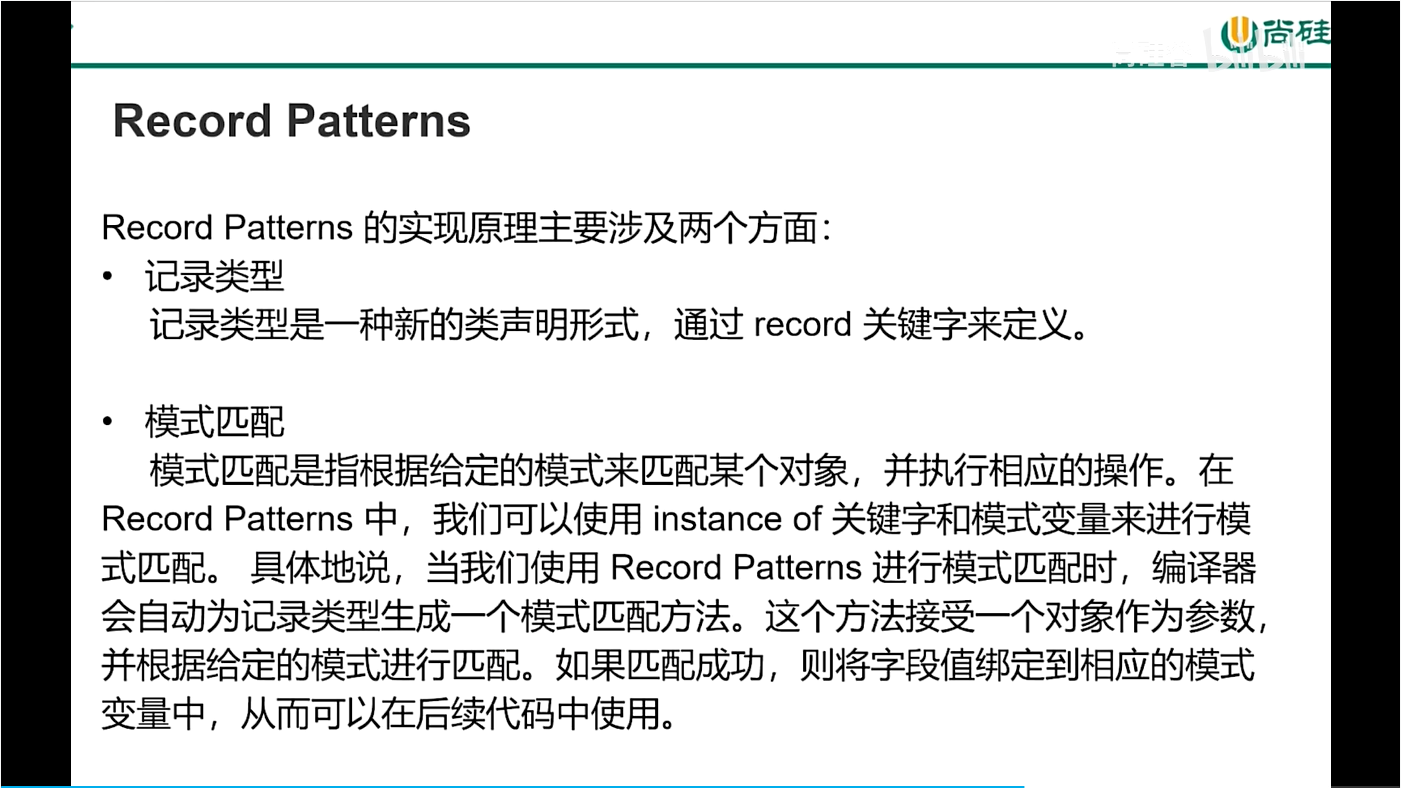 尚硅
bilibili
Record Patterns
Record Patterns 的实现原理主要涉及两个方面：
• 记录类型
记录类型是一种新的类声明形式，通过 record 关键字来定义。
• 模式匹配
模式匹配是指根据给定的模式来匹配某个对象，并执行相应的操作。在
Record Patterns 中，我们可以使用 instance of 关键字和模式变量来进行模
式匹配。 具体地说，当我们使用 Record Patterns 进行模式匹配时，编译器
会自动为记录类型生成一个模式匹配方法。这个方法接受一个对象作为参数，
并根据给定的模式进行匹配。如果匹配成功，则将字段值绑定到相应的模式
变量中，从而可以在后续代码中使用。